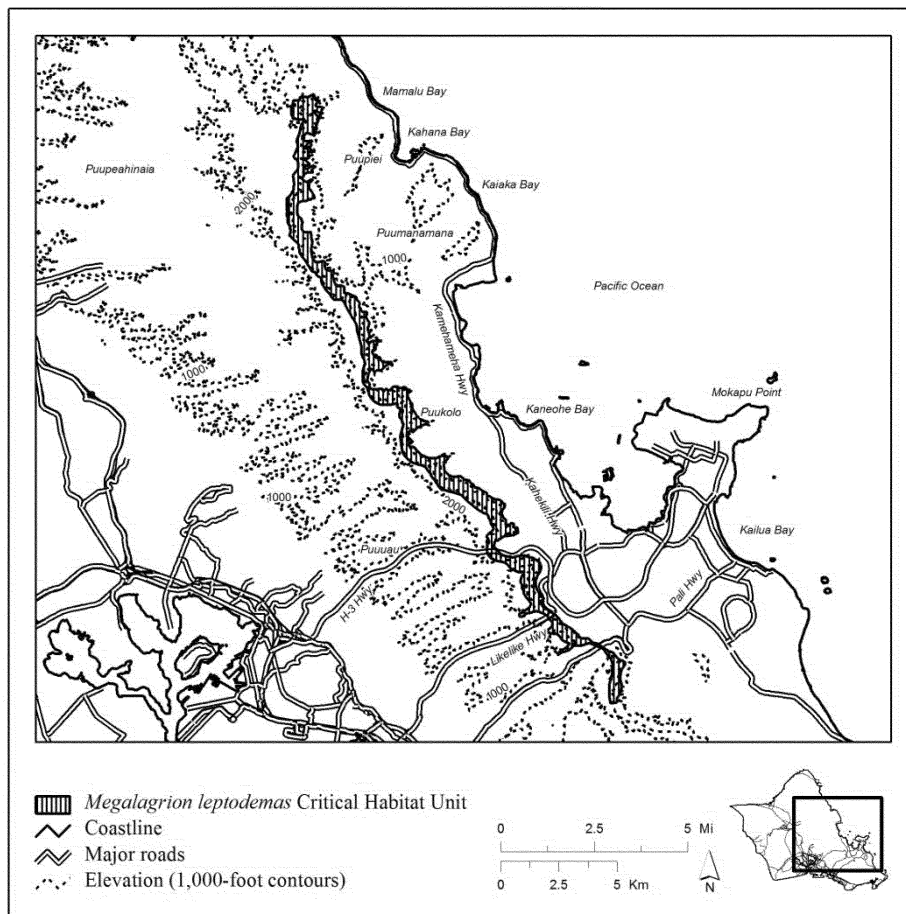 Mamalu Bay
Kahana Bay
Puupiei
Kaiaka Bay
Puupeahinaia
2000
Puumanamana
1000
Pacific Ocean
Kamehameha Hwy
1000
Mokapu Point
Puukolo
Kaneohe Bay
1000
2000
Kahekili Hwy
Kailua Bay
Puuuau
H-3 Hwy
Pali Hwy
Likelike Hwy
1000
Megalagrion leptodemas Critical Habitat Unit
Coastline
Major roads
Elevation (1,000-foot contours)
0 2.5 5 Mi
0 2.5 5 Km
N